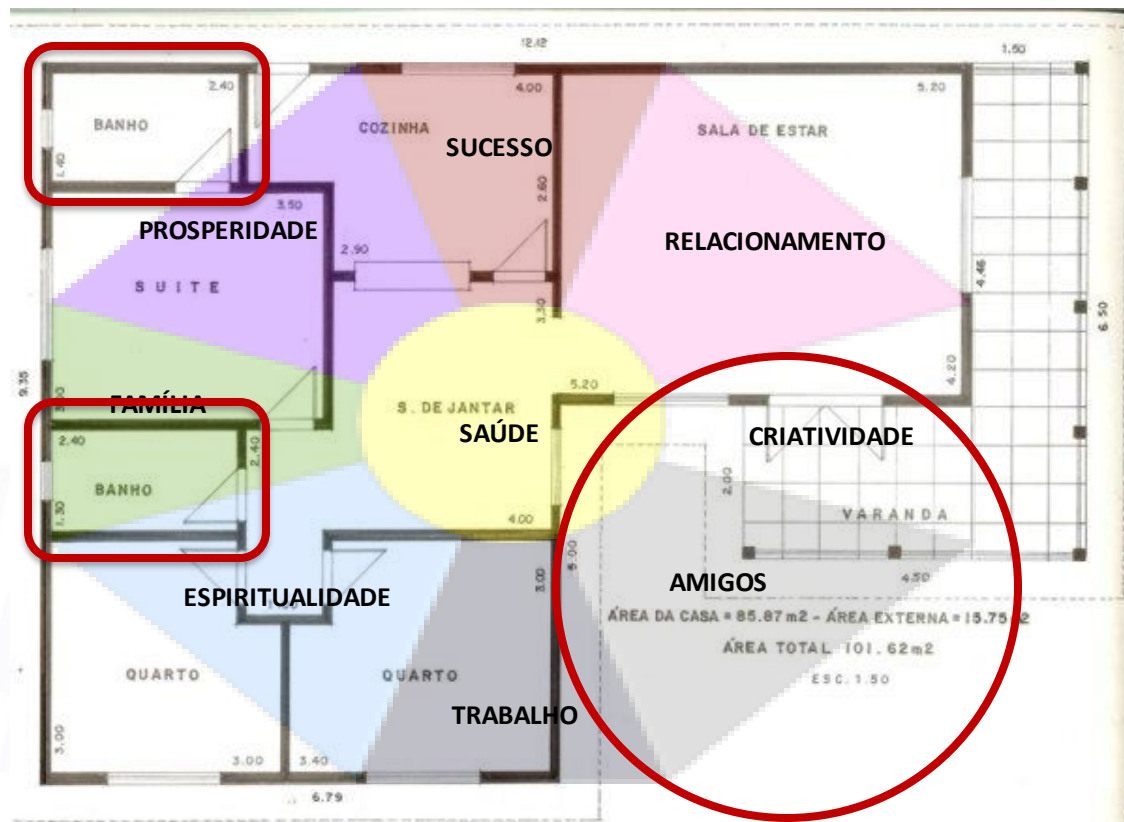 12.12
1.50
2.40
4.00
5.20
BANHO
COZINHA
SUCESSO
SALA DE ESTAR
1.40
2.60
3.50
PROSPERIDADE
RELACIONAMENTO
2.90
4.46
SUITE
3.30
6.50
9.35
4.20
5.20
FAMÍLIA
S. DE JANTAR
SAÚDE
CRIATIVIDADE
2.40
2.40
2.00
BANHO
1.30
4.00
VARANDA
5.00
3.00
AMIGOS
4.50
ESPIRITUALIDADE
ÁREA DA CASA = 85.87 m2 - ÁREA EXTERNA = 15.75
ÁREA TOTAL 101.62 m2
QUARTO
QUARTO
ESC. 1.50
TRABALHO
3.00
3.00
3.40
6.79